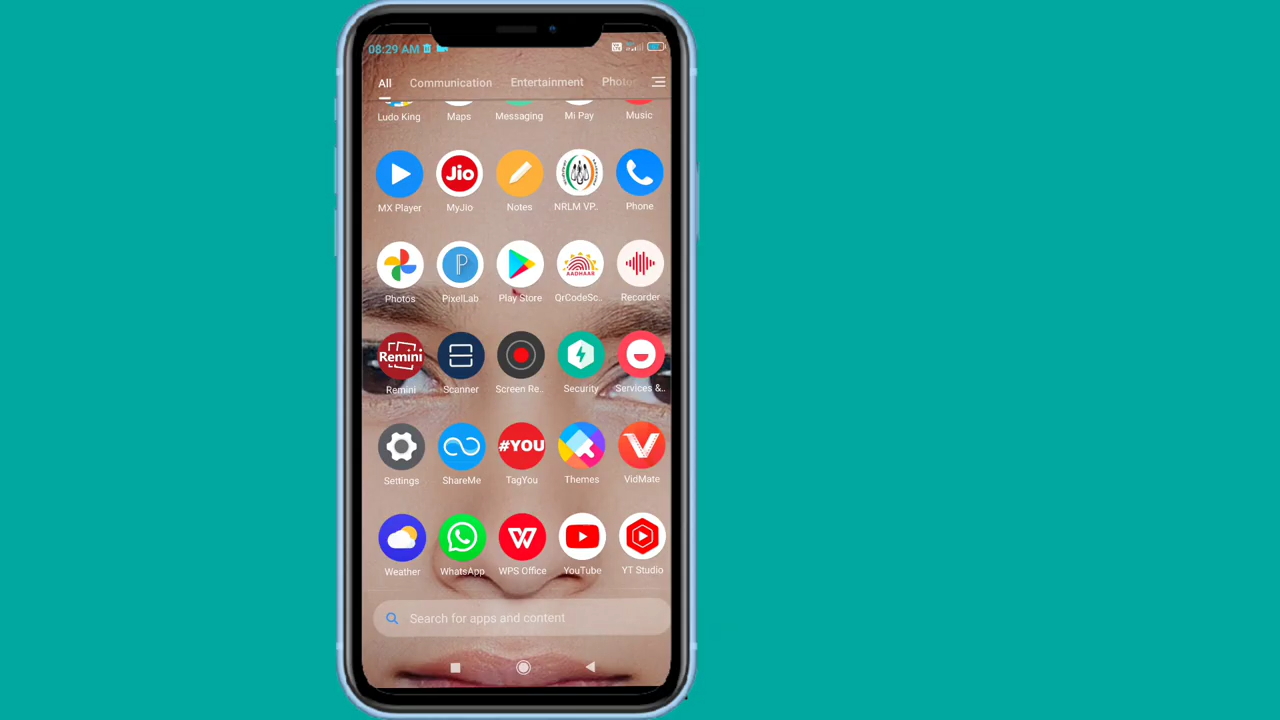 08:29 AM
All Communication Entertainment Photos
Ludo King Maps Messaging Mi Pay Music
Jio
MX Player MyJio Notes NRLM VP.. Phone
P AADHAAR
Photos PixelLab Play Store QrCodeSc.. Recorder
Remini
Remini Scanner Screen Re.. Security Services &..
#YOU
Settings ShareMe TagYou Themes VidMate
Weather WhatsApp WPS Office YouTube YT Studio
Search for apps and content